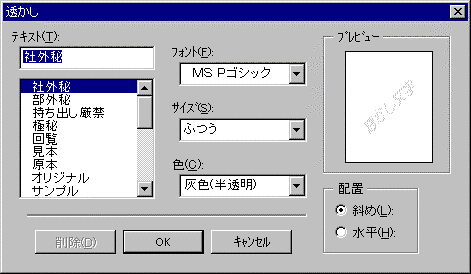 透かし
テキスト(T):
社外秘
社外秘
部外秘
持ち出し厳禁
極秘
回覧
見本
原本
オリジナル
サンプル
フォント(F):
MS Pゴシック
サイズ(S):
ふつう
色(C):
灰色(半透明)
プレビュー
透かし文字
配置
斜め(L):
水平(H):
削除(D)
OK
キャンセル